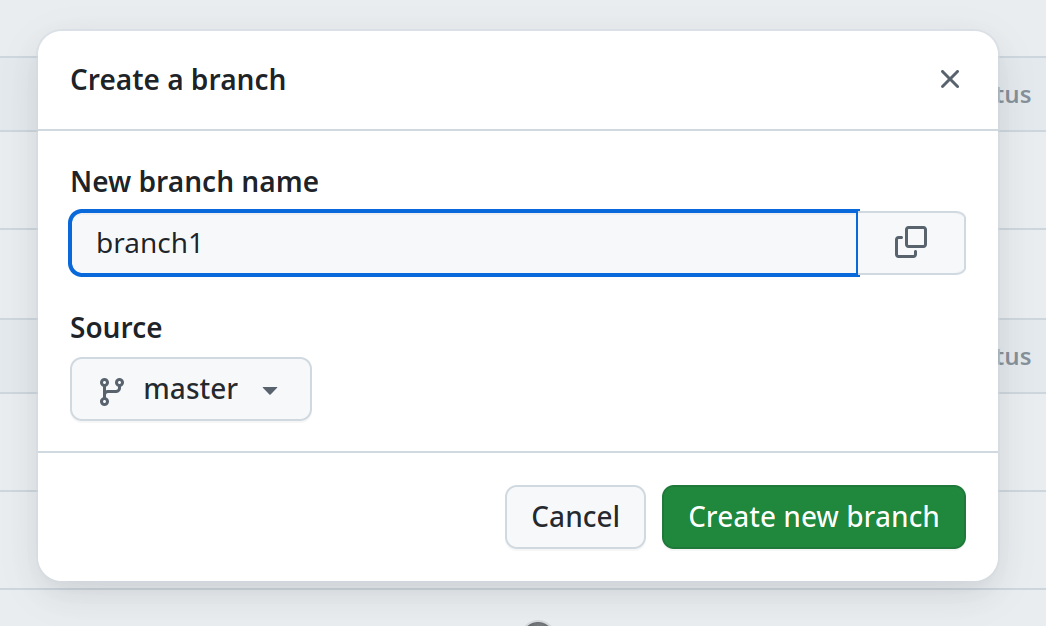 Create a branch
New branch name
branch1
Source
master
Cancel
Create new branch
tus
tus